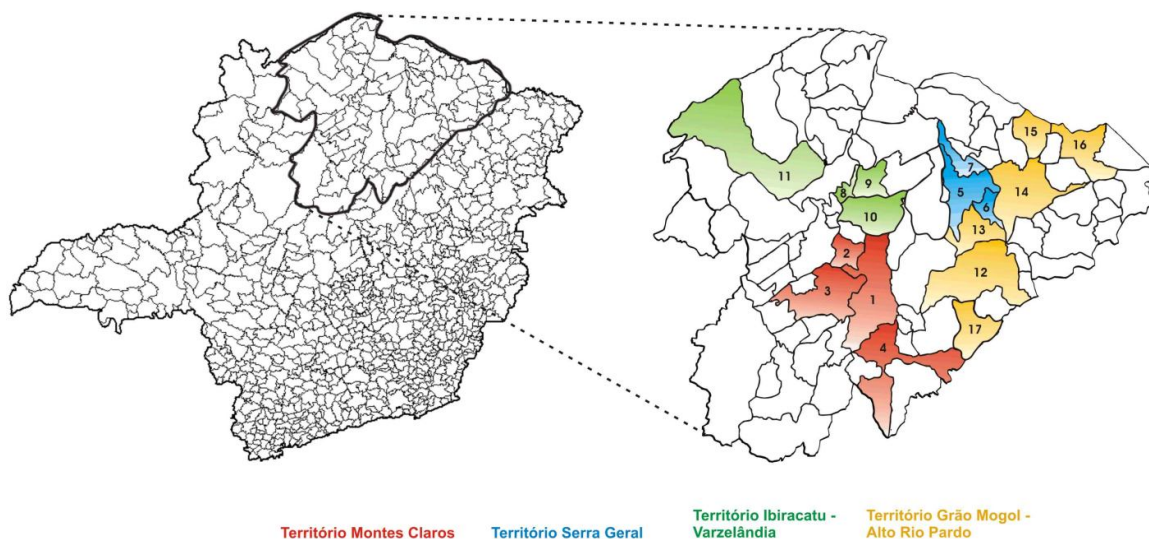 15
16
7
11
9
14
8
5
6
10
13
2
12
3
1
17
4
Território Montes Claros
Território Serra Geral
Território Ibiracatu -
Varzelândia
Território Grão Mogol -
Alto Rio Pardo